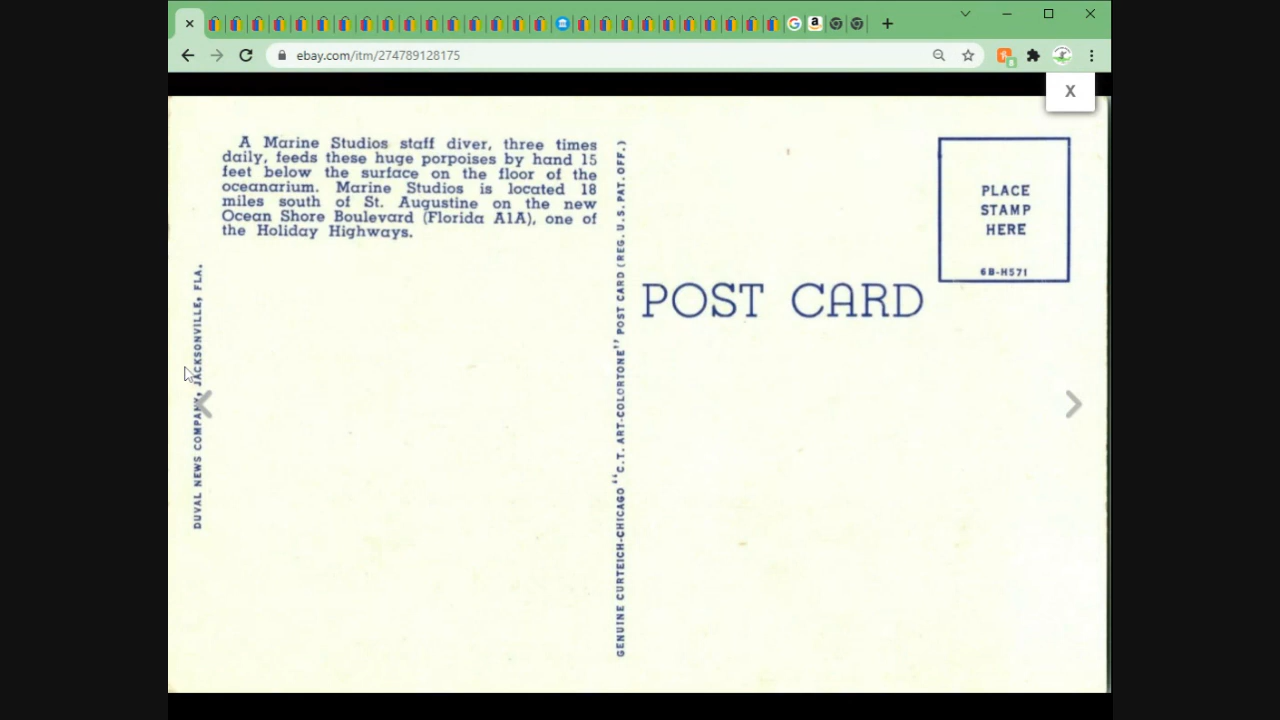 ebay.com/itm/274789128175
X
A Marine Studios staff diver, three times
daily, feeds these huge porpoises by hand 15
feet below the surface on the floor of the
oceanarium. Marine Studios is located 18
miles south of St. Augustine on the new
Ocean Shore Boulevard (Florida A1A), one of
the Holiday Highways.
DUVAL NEWS COMPANY, JACKSONVILLE, FLA.
GENUINE CURTEICH-CHICAGO "C.T. ART-COLORTONE" POST CARD (REG. U.S. PAT. OFF.)
PLACE
STAMP
HERE
6B-H571
POST CARD